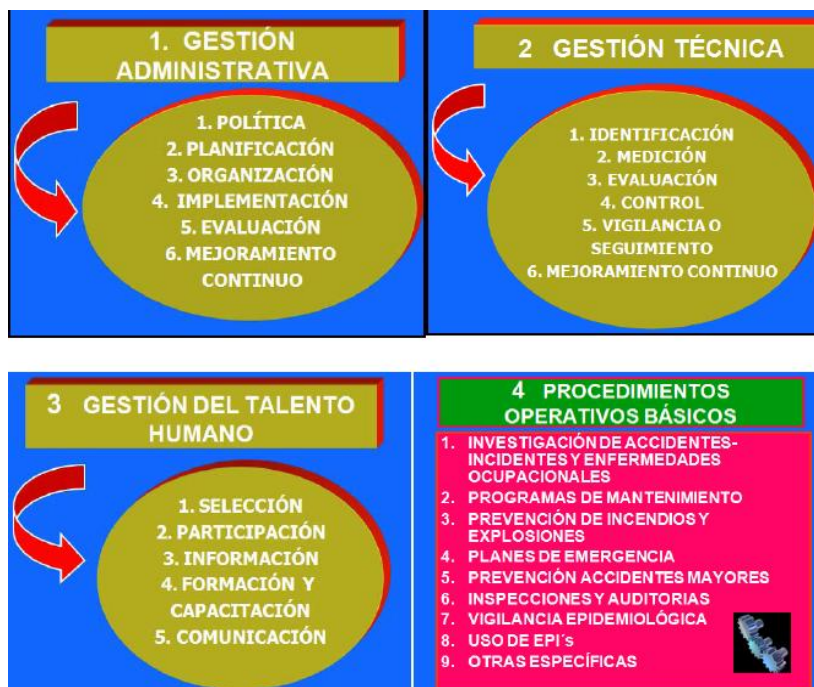 1. GESTIÓN
ADMINISTRATIVA
1. POLÍTICA
2. PLANIFICACIÓN
3. ORGANIZACIÓN
4. IMPLEMENTACIÓN
5. EVALUACIÓN
6. MEJORAMIENTO
CONTINUO
2 GESTIÓN TÉCNICA
1. IDENTIFICACIÓN
2. MEDICIÓN
3. EVALUACIÓN
4. CONTROL
5. VIGILANCIA O
SEGUIMIENTO
6. MEJORAMIENTO CONTINUO
3 GESTIÓN DEL TALENTO
HUMANO
1. SELECCIÓN
2. PARTICIPACIÓN
3. INFORMACIÓN
4. FORMACIÓN Y
CAPACITACIÓN
5. COMUNICACIÓN
4 PROCEDIMIENTOS
OPERATIVOS BÁSICOS
1. INVESTIGACIÓN DE ACCIDENTES-
INCIDENTES Y ENFERMEDADES
OCUPACIONALES
2. PROGRAMAS DE MANTENIMIENTO
3. PREVENCIÓN DE INCENDIOS Y
EXPLOSIONES
4. PLANES DE EMERGENCIA
5. PREVENCIÓN ACCIDENTES MAYORES
6. INSPECCIONES Y AUDITORIAS
7. VIGILANCIA EPIDEMIOLÓGICA
8. USO DE EPI´s
9. OTRAS ESPECÍFICAS